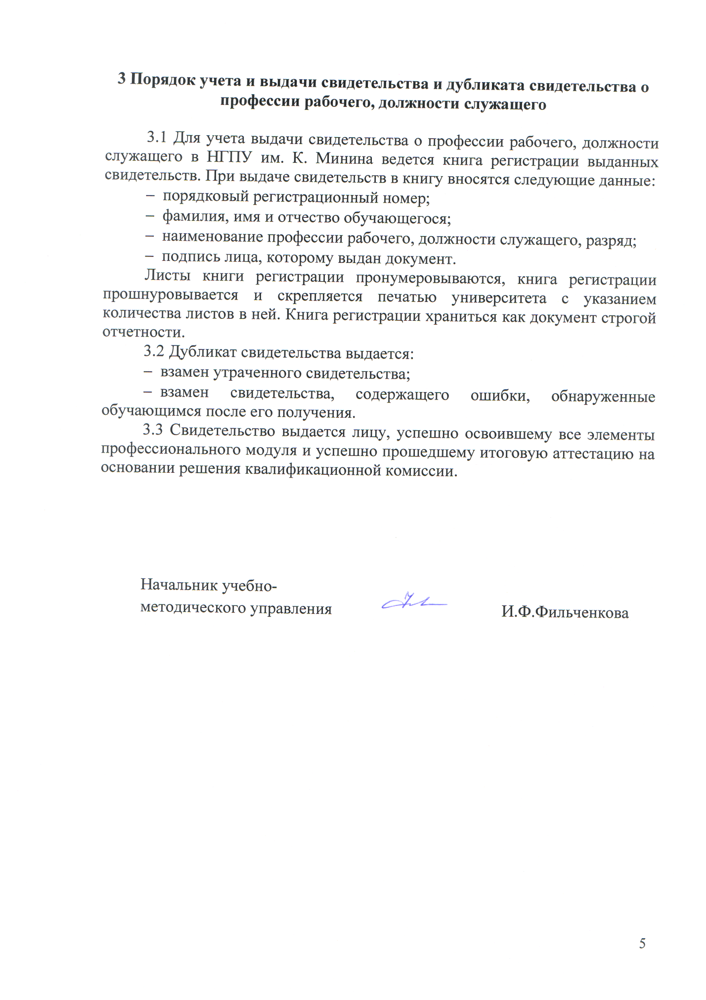 3 Порядок учета и выдачи свидетельства и дубликата свидетельства о
профессии рабочего, должности служащего
3.1 Для учета выдачи свидетельства о профессии рабочего, должности
служащего в НГПУ им. К. Минина ведется книга регистрации выданных
свидетельств. При выдаче свидетельств в книгу вносятся следующие данные:
– порядковый регистрационный номер;
– фамилия, имя и отчество обучающегося;
– наименование профессии рабочего, должности служащего, разряд;
– подпись лица, которому выдан документ.
Листы книги регистрации пронумеровываются, книга регистрации
прошнуровывается и скрепляется печатью университета с указанием
количества листов в ней. Книга регистрации храниться как документ строгой
отчетности.
3.2 Дубликат свидетельства выдается:
– взамен утраченного свидетельства;
– взамен свидетельства, содержащего ошибки, обнаруженные
обучающимся после его получения.
3.3 Свидетельство выдается лицу, успешно освоившему все элементы
профессионального модуля и успешно прошедшему итоговую аттестацию на
основании решения квалификационной комиссии.
Начальник учебно-
методического управления
И.Ф.Фильченкова
5